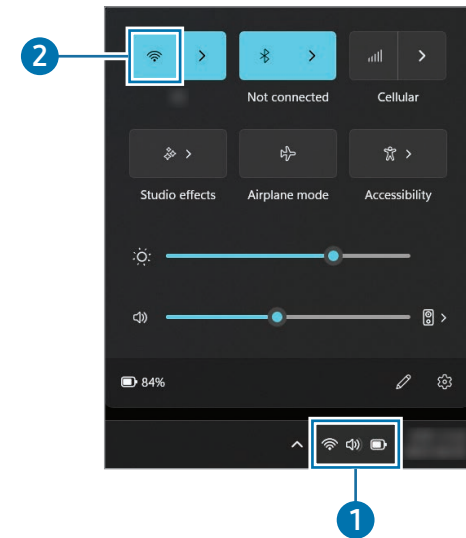 2
Not connected
Cellular
Studio effects
Airplane mode
Accessibility
84%
1